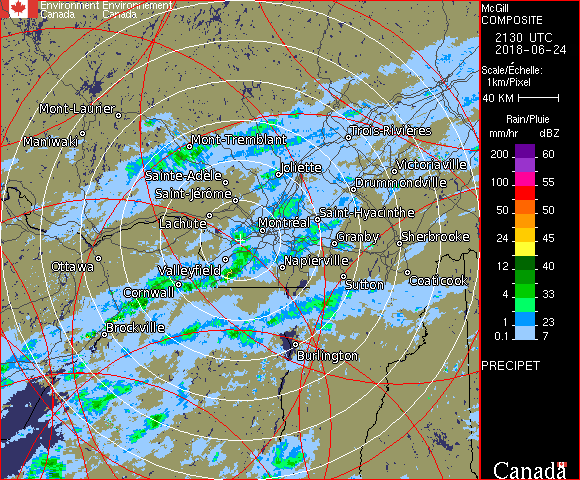 Environment Environnement
Canada Canada
McGill
COMPOSITE
2130 UTC
2018-06-24
Scale/Échelle:
1km/Pixel
40 KM
Rain/Pluie
mm/hr dBZ
200 60
100 55
50 50
24 45
12 40
4 33
1 23
0.1 7
PRECIPET
Canada
Mont-Laurier
Maniwaki
Mont-Tremblant
Trois-Rivières
Sainte-Adèle
Joliette
Victoriaville
Saint-Jérôme
Drummondville
Lachute
Montréal
Saint-Hyacinthe
Granby
Sherbrooke
Ottawa
Valleyfield
Napierville
Cornwall
Sutton
Coaticook
Brockville
Burlington